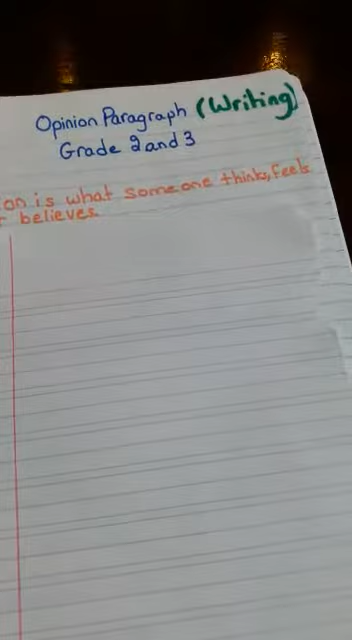 Opinion Paragraph (Writing)
Grade 2 and 3
on is what someone thinks, feels
believes